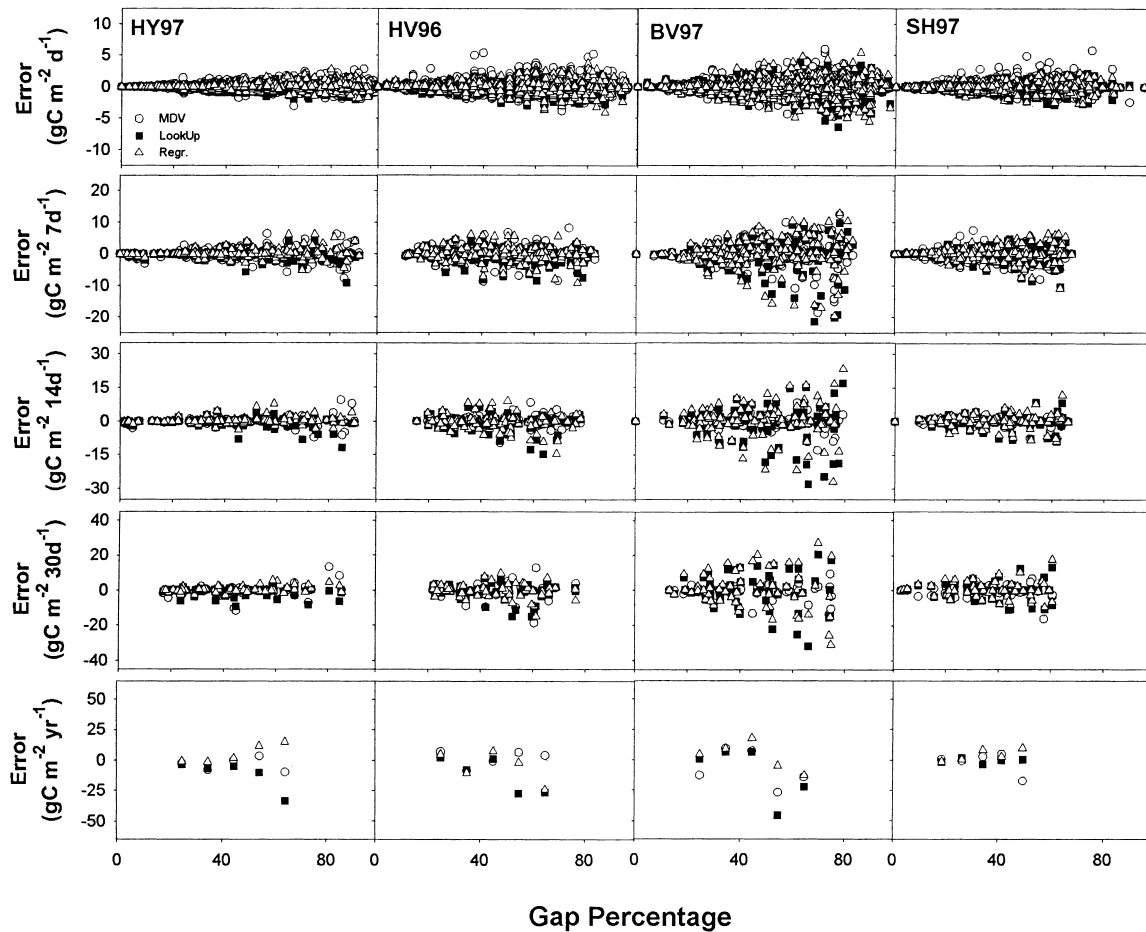 HY97
HV96
BV97
SH97
Error
(gC m⁻² d⁻¹)
10
5
0
-5
-10
MDV
LookUp
Regr.
Error
(gC m⁻² 7d⁻¹)
20
10
0
-10
-20
Error
(gC m⁻² 14d⁻¹)
30
15
0
-15
-30
Error
(gC m⁻² 30d⁻¹)
40
20
0
-20
-40
Error
(gC m⁻² yr⁻¹)
50
25
0
-25
-50
0 40 80 0 40 80 0 40 80 0 40 80
Gap Percentage